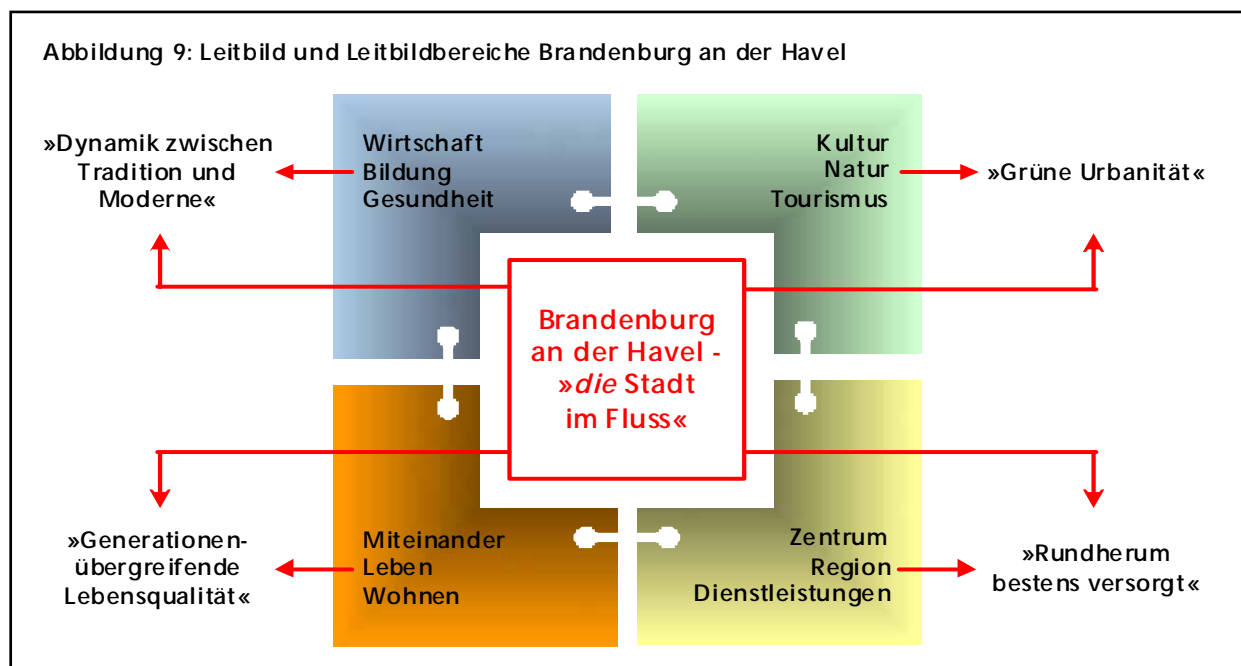 Abbildung 9: Leitbild und Leitbildbereiche Brandenburg an der Havel
»Dynamik zwischen
Tradition und
Moderne«
Wirtschaft
Bildung
Gesundheit
Kultur
Natur
Tourismus
»Grüne Urbanität«
Brandenburg
an der Havel -
»die Stadt
im Fluss«
»Generationen-
übergreifende
Lebensqualität«
Miteinander
Leben
Wohnen
Zentrum
Region
Dienstleistungen
»Rundherum
bestens versorgt«